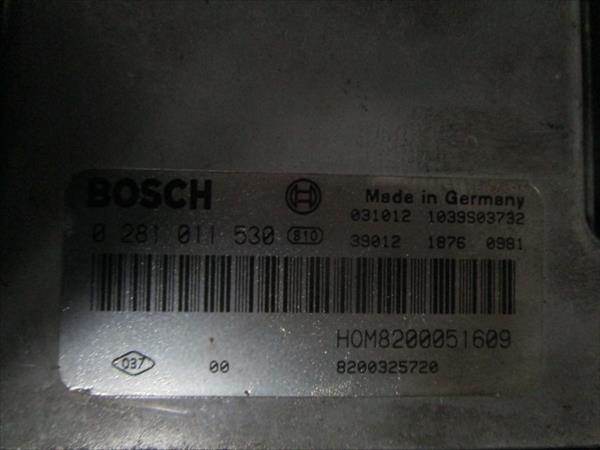 BOSCH Made in Germany
031012 1039S03732
0 281 011 530 810 39012 1876 0981
HOM8200051609
037 00 8200325720